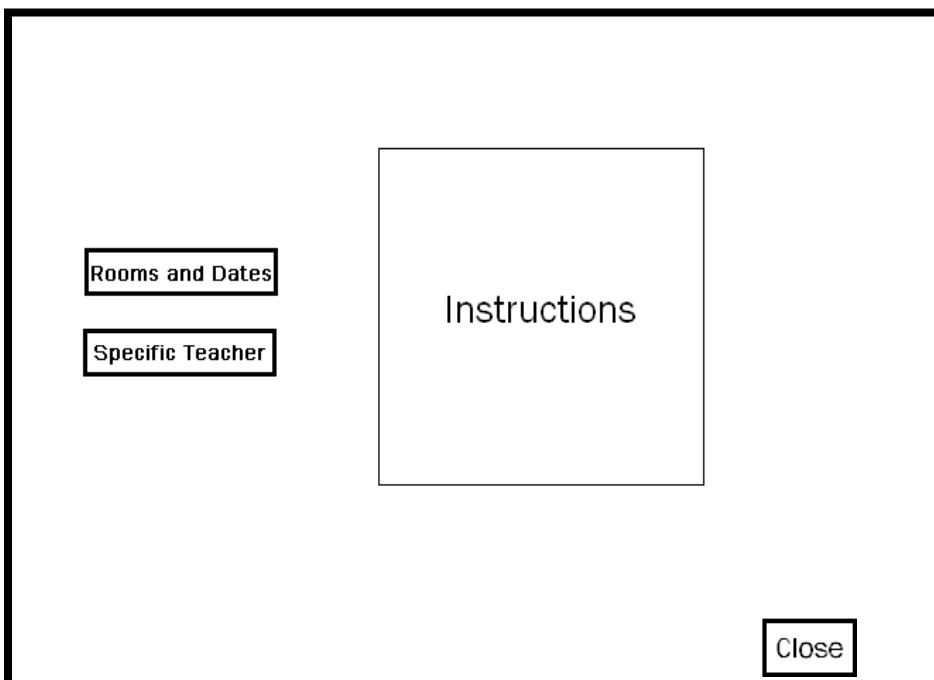 Rooms and Dates
Instructions
Specific Teacher
Close